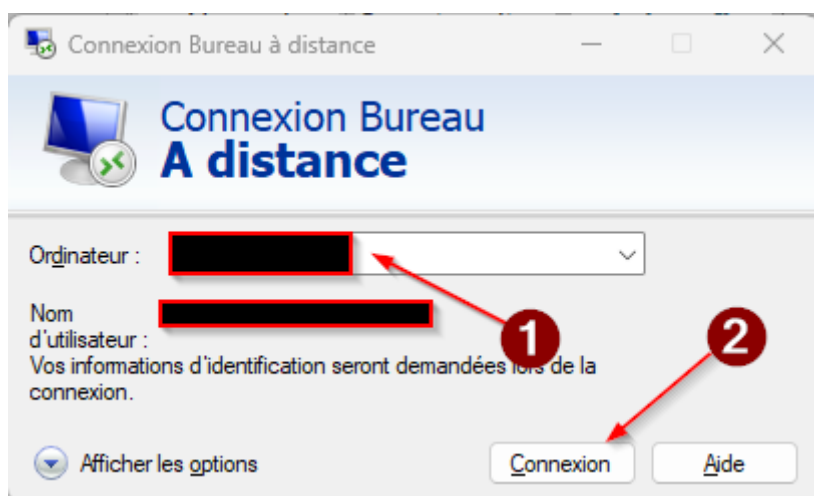 Connexion Bureau à distance
Connexion Bureau
A distance
Ordinateur :
1
Nom
d'utilisateur :
2
Vos informations d'identification seront demandées lors de la
connexion.
Afficher les options
Connexion
Aide